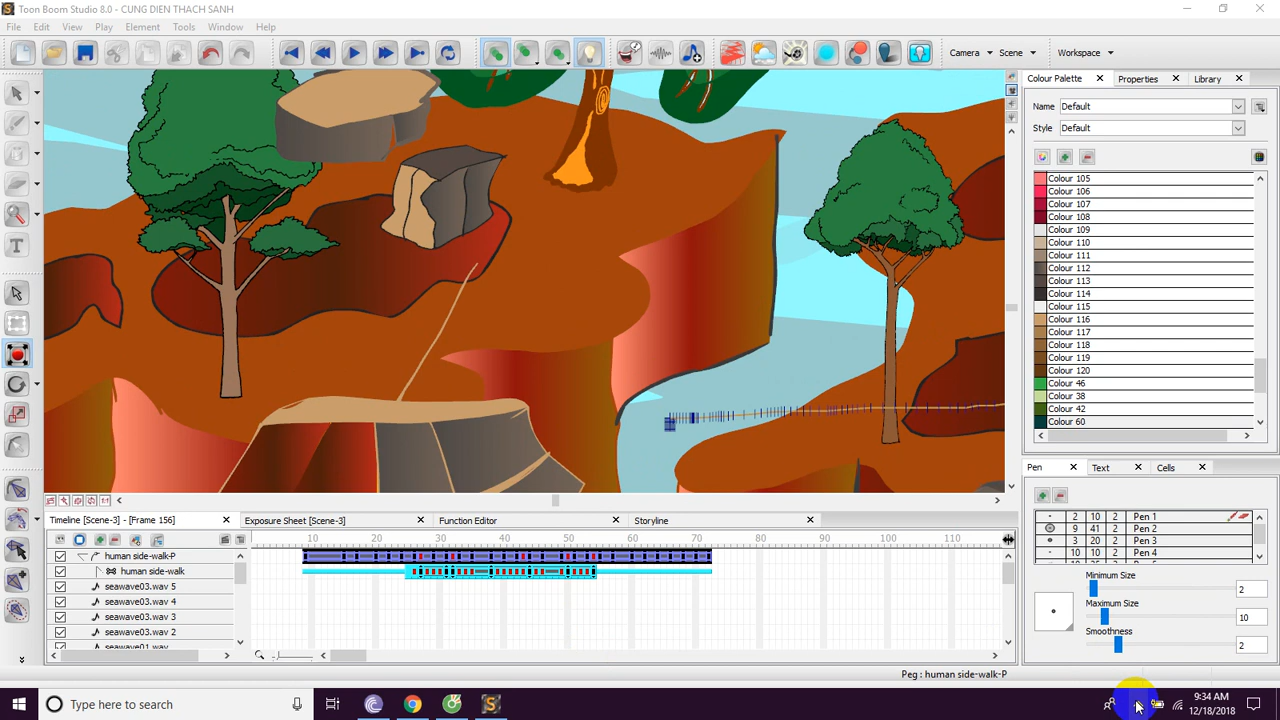 Toon Boom Studio 8.0 - CUNG DIEN THACH SANH
File Edit View Play Element Tools Window Help
Camera Scene Workspace
Colour Palette Properties Library
Name Default
Style Default
Colour 105
Colour 106
Colour 107
Colour 108
Colour 109
Colour 110
Colour 111
Colour 112
Colour 113
Colour 114
Colour 115
Colour 116
Colour 117
Colour 118
Colour 119
Colour 120
Colour 46
Colour 38
Colour 42
Colour 60
Pen Text Cells
2 10 2 Pen 1
9 41 2 Pen 2
3 20 3 Pen 3
10 10 2 Pen 4
Minimum Size
2
Maximum Size
10
Smoothness
2
Timeline [Scene-3] - [Frame 156] Exposure Sheet [Scene-3] Function Editor Storyline
10 20 30 40 50 60 70 80 90 100 110
human side-walk-P
human side-walk
seawave03.wav 5
seawave03.wav 4
seawave03.wav 3
seawave03.wav 2
seawave01.wav
Peg : human side-walk-P
Type here to search
9:34 AM
12/18/2018